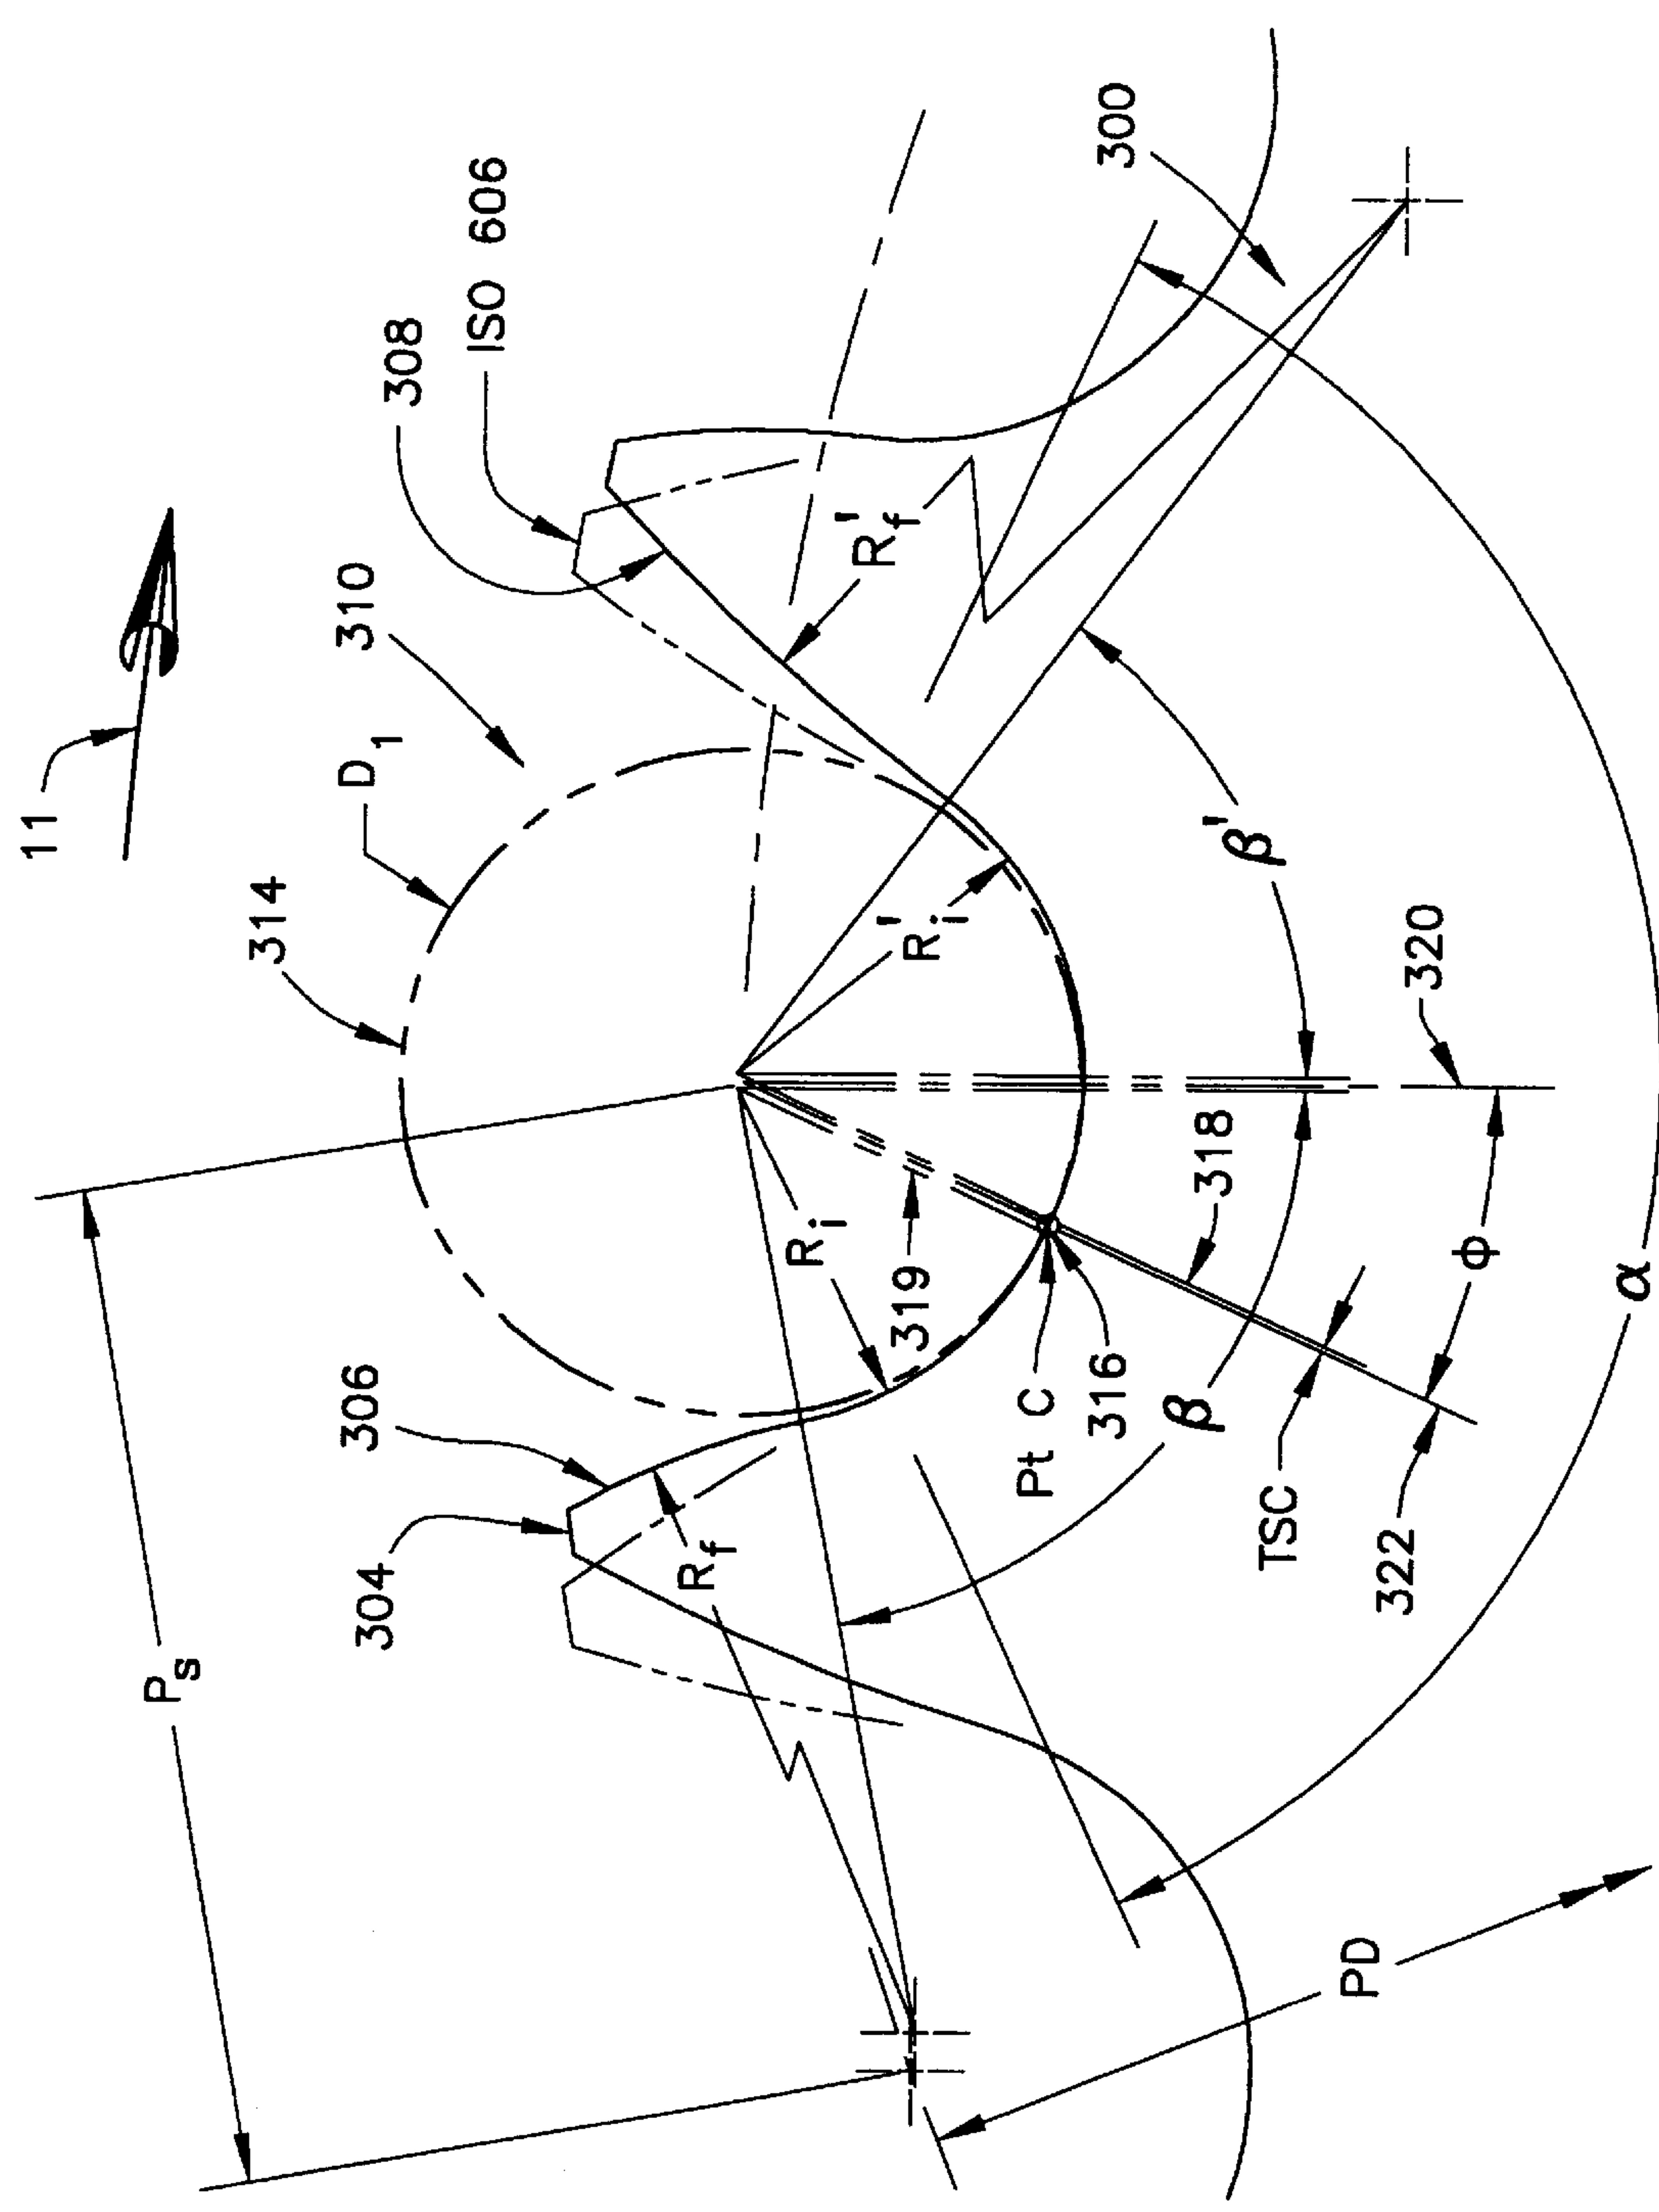 11
314
D1
310
308
ISO 606
300
Ps
304
306
Rf
Ri
319
R'i
R'f
Pt C
316
318
320
β
β'
TSC
322
ϕ
α
PD